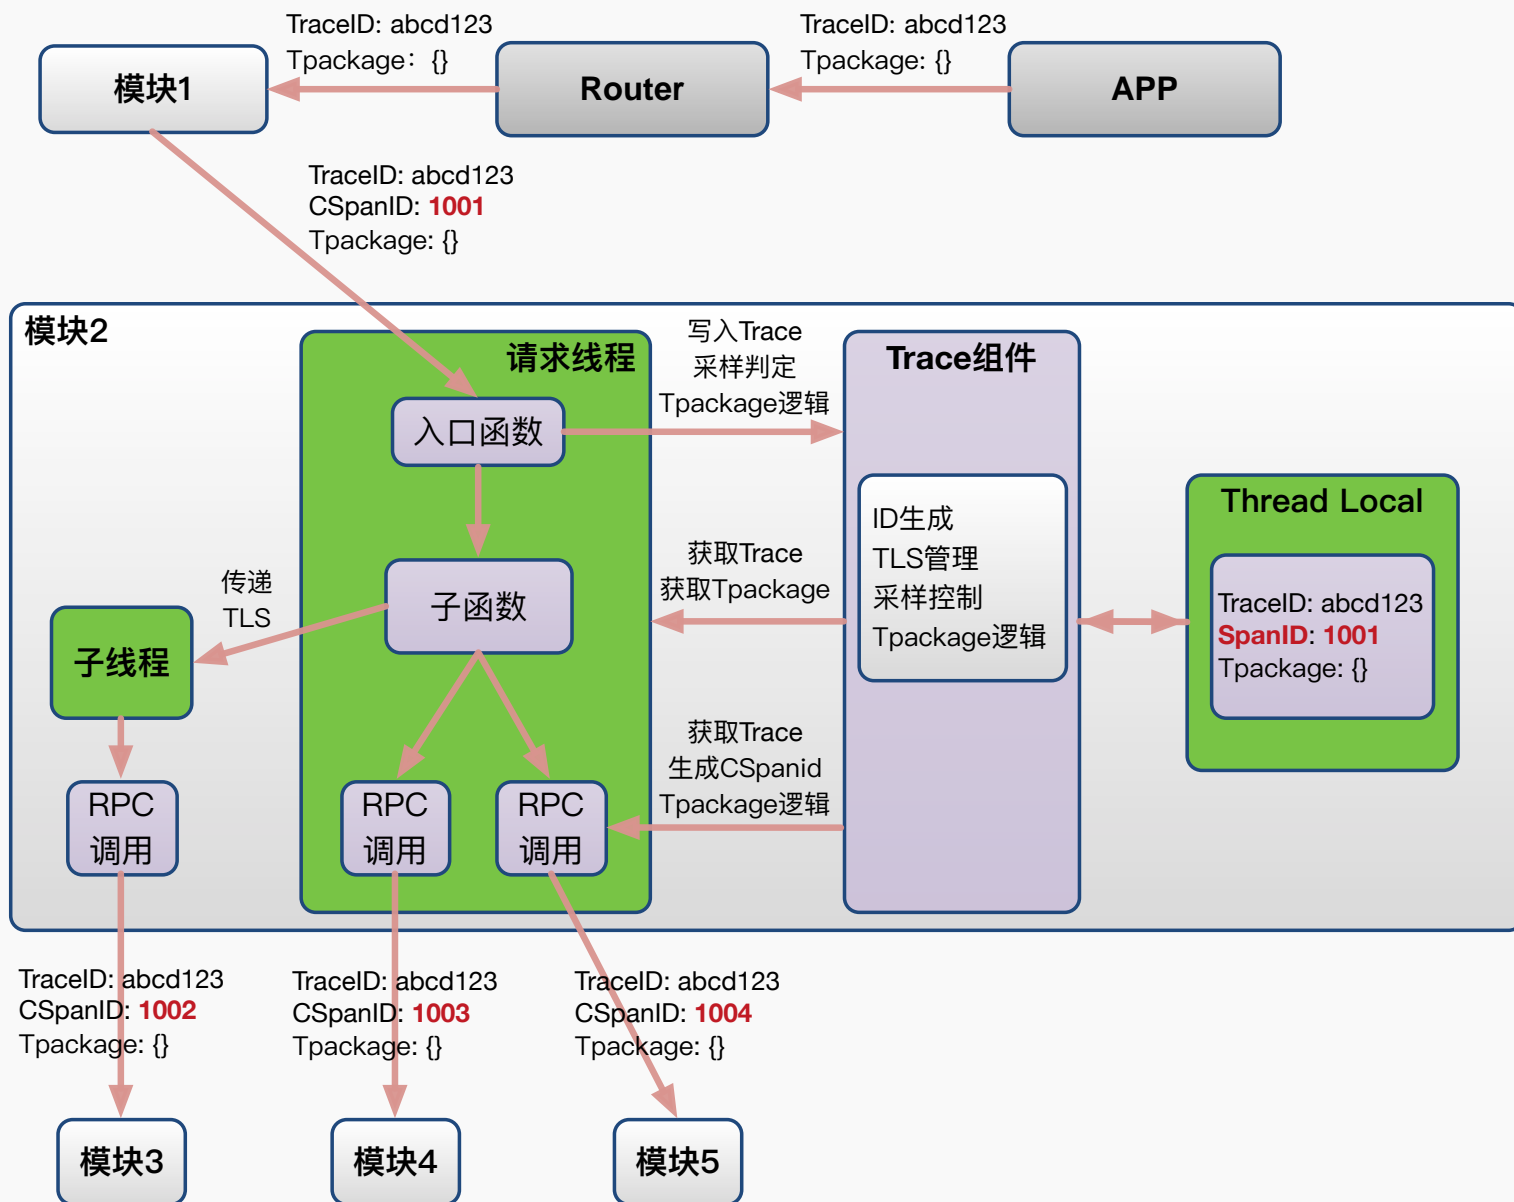 TraceID: abcd123
Tpackage： {}
TraceID: abcd123
Tpackage: {}
模块1
Router
APP
TraceID: abcd123
CSpanID: 1001
Tpackage: {}
模块2
请求线程
写入Trace
采样判定
Tpackage逻辑
Trace组件
入口函数
ID生成
TLS管理
采样控制
Tpackage逻辑
Thread Local
TraceID: abcd123
SpanID: 1001
Tpackage: {}
获取Trace
获取Tpackage
传递
TLS
子函数
子线程
获取Trace
生成CSpanid
Tpackage逻辑
RPC
调用
RPC
调用
RPC
调用
TraceID: abcd123
CSpanID: 1002
Tpackage: {}
TraceID: abcd123
CSpanID: 1003
Tpackage: {}
TraceID: abcd123
CSpanID: 1004
Tpackage: {}
模块3
模块4
模块5